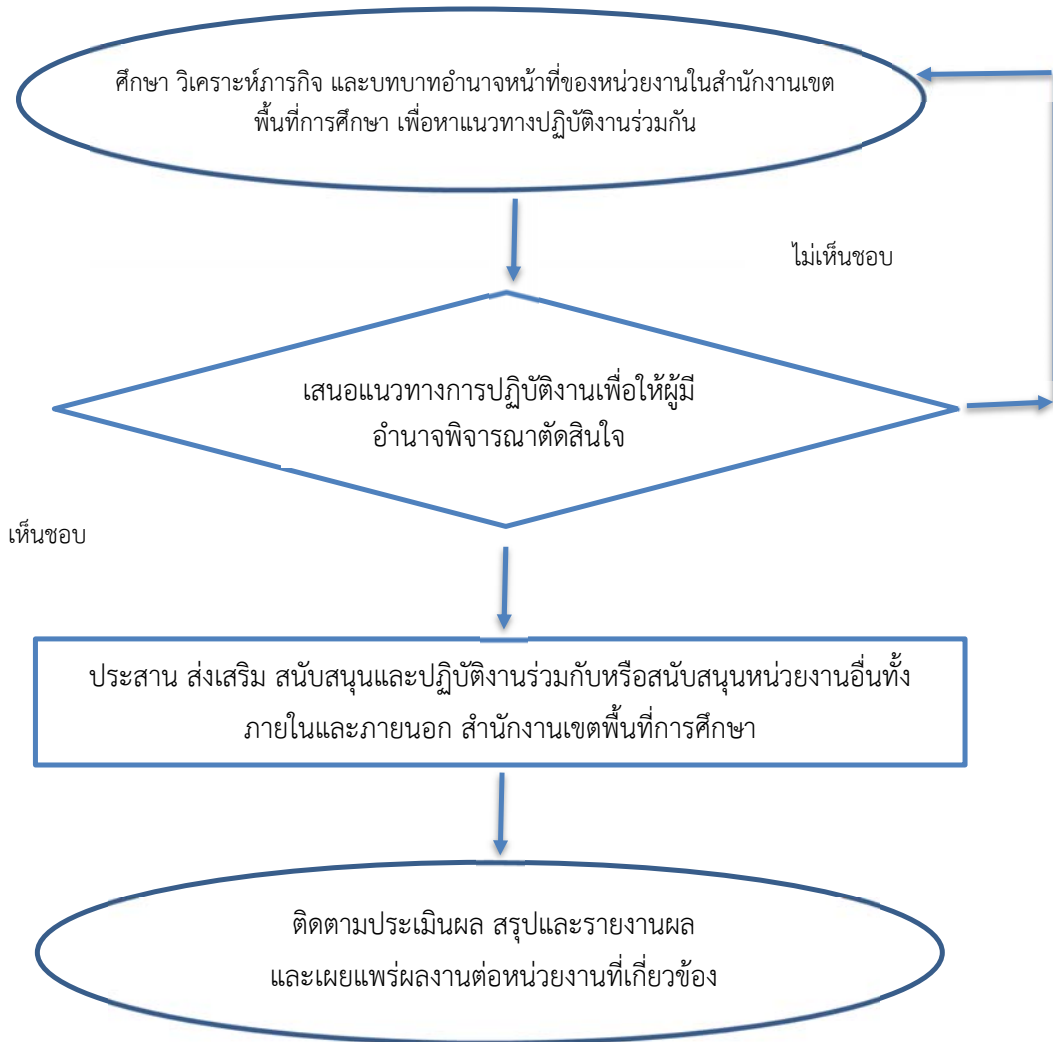 ศึกษา วิเคราะห์ภารกิจ และบทบาทอำนาจหน้าที่ของหน่วยงานในสำนักงานเขต
พื้นที่การศึกษา เพื่อหาแนวทางปฏิบัติงานร่วมกัน
ไม่เห็นชอบ
เสนอแนวทางการปฏิบัติงานเพื่อให้ผู้มี
อำนาจพิจารณาตัดสินใจ
เห็นชอบ
ประสาน ส่งเสริม สนับสนุนและปฏิบัติงานร่วมกับหรือสนับสนุนหน่วยงานอื่นทั้ง
ภายในและภายนอก สำนักงานเขตพื้นที่การศึกษา
ติดตามประเมินผล สรุปและรายงานผล
และเผยแพร่ผลงานต่อหน่วยงานที่เกี่ยวข้อง